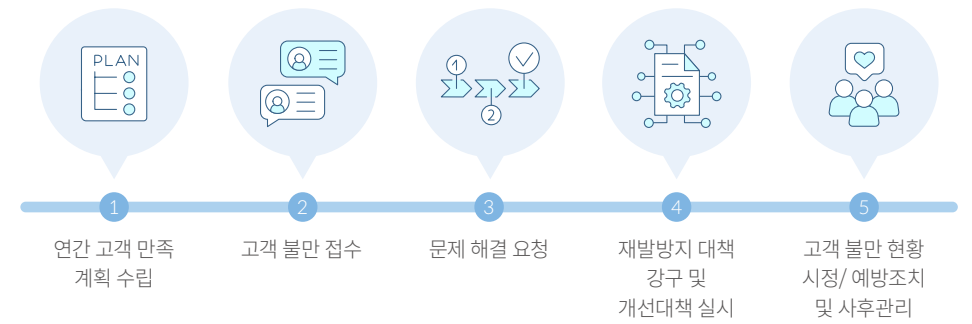 PLAN
1
2
1
2
3
4
5
연간 고객 만족
계획 수립
고객 불만 접수
문제 해결 요청
재발방지 대책
강구 및
개선대책 실시
고객 불만 현황
시정/ 예방조치
및 사후관리